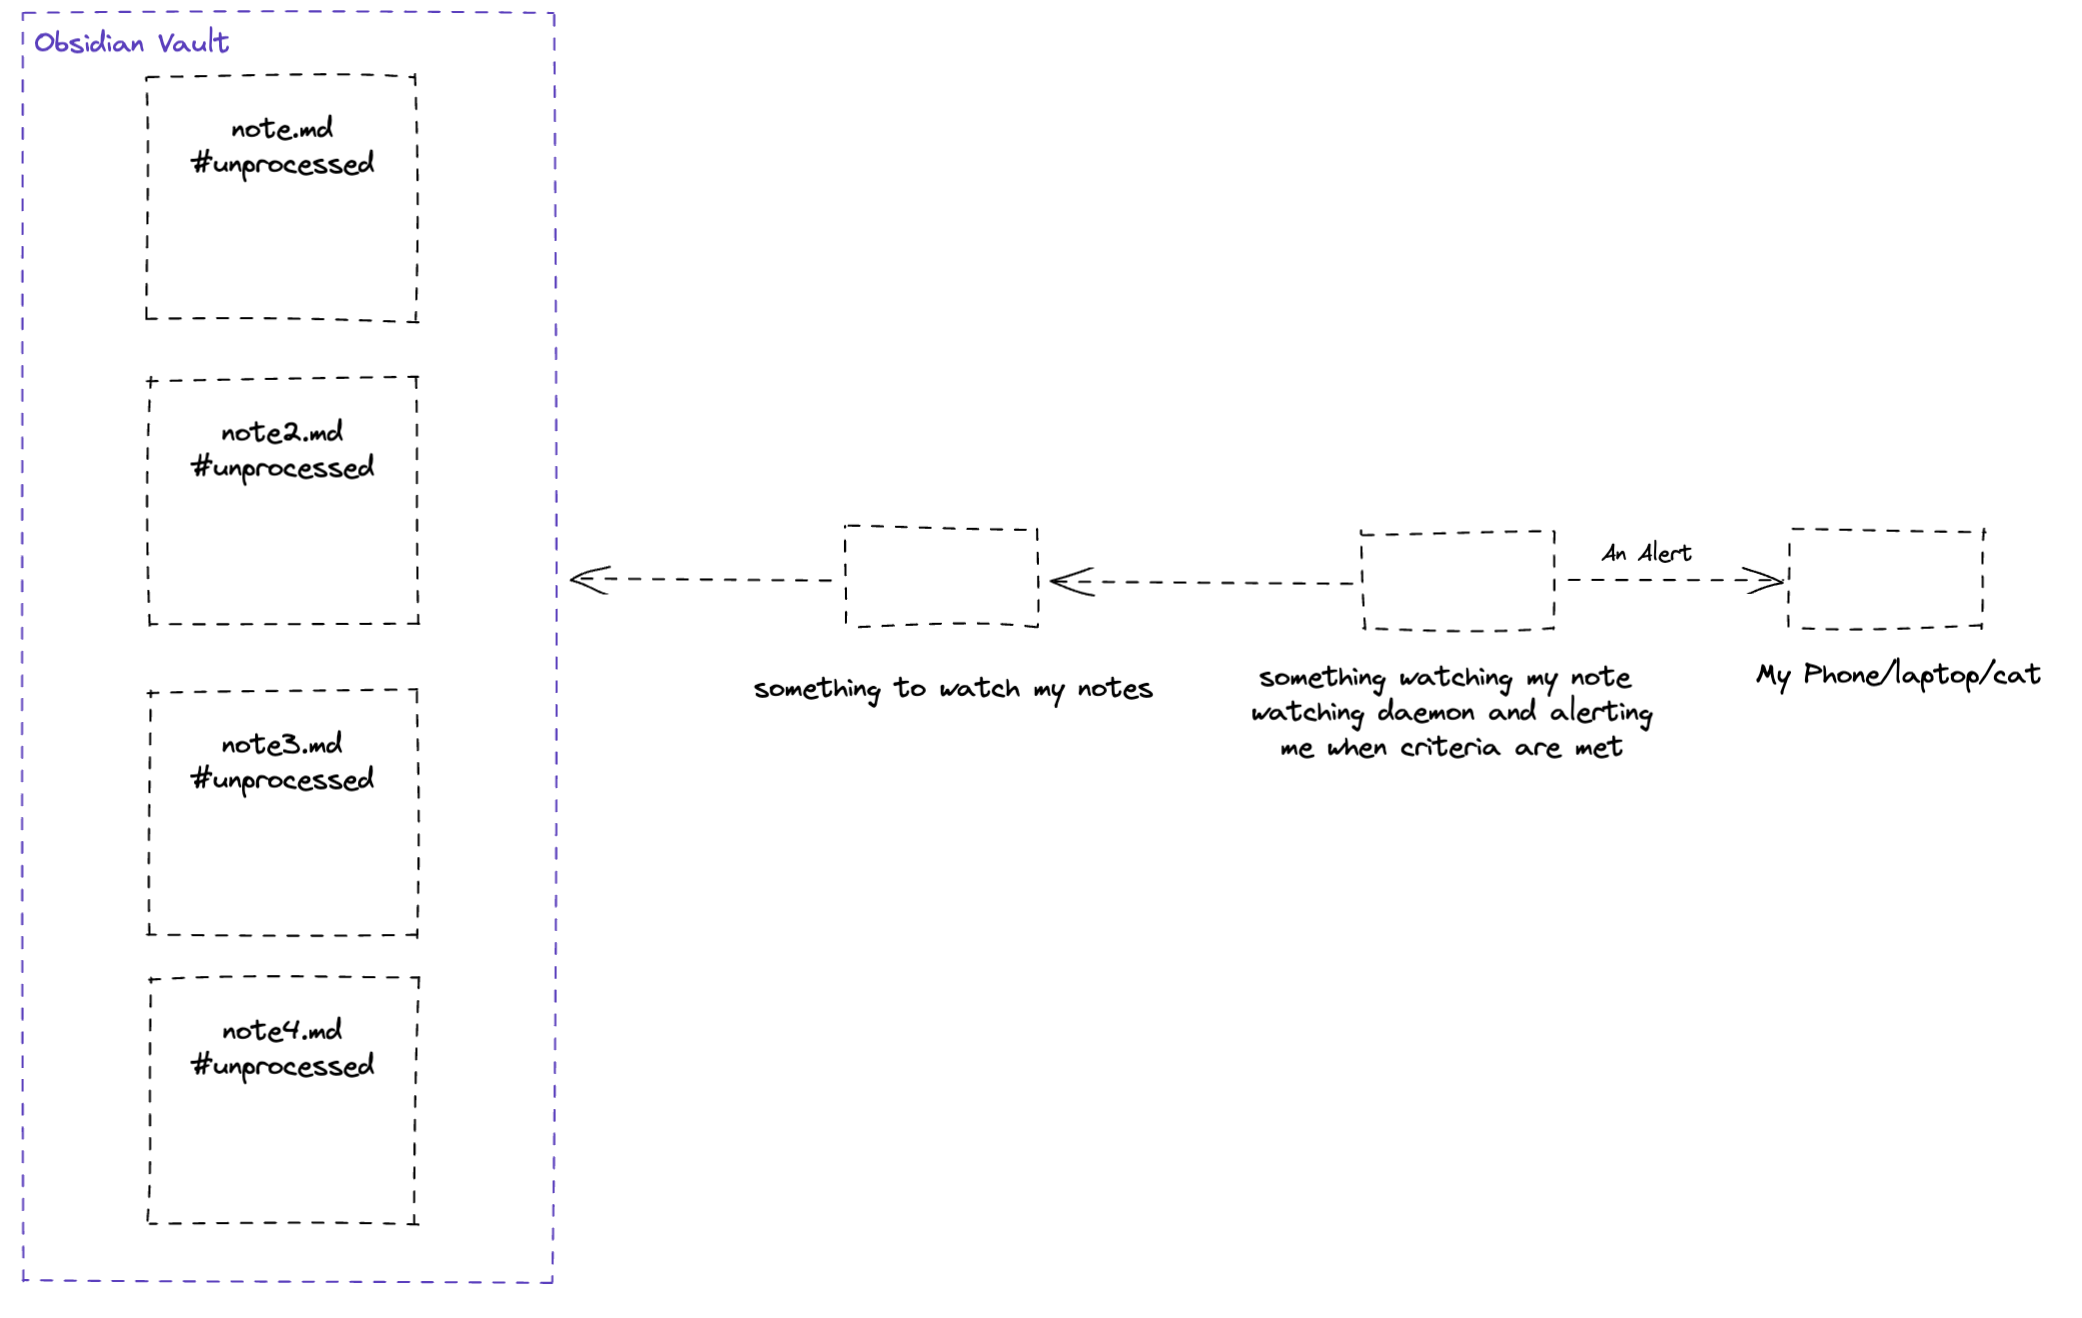 Obsidian Vault
note.md
#unprocessed
note2.md
#unprocessed
note3.md
#unprocessed
note4.md
#unprocessed
something to watch my notes
something watching my note
watching daemon and alerting
me when criteria are met
An Alert
My Phone/laptop/cat